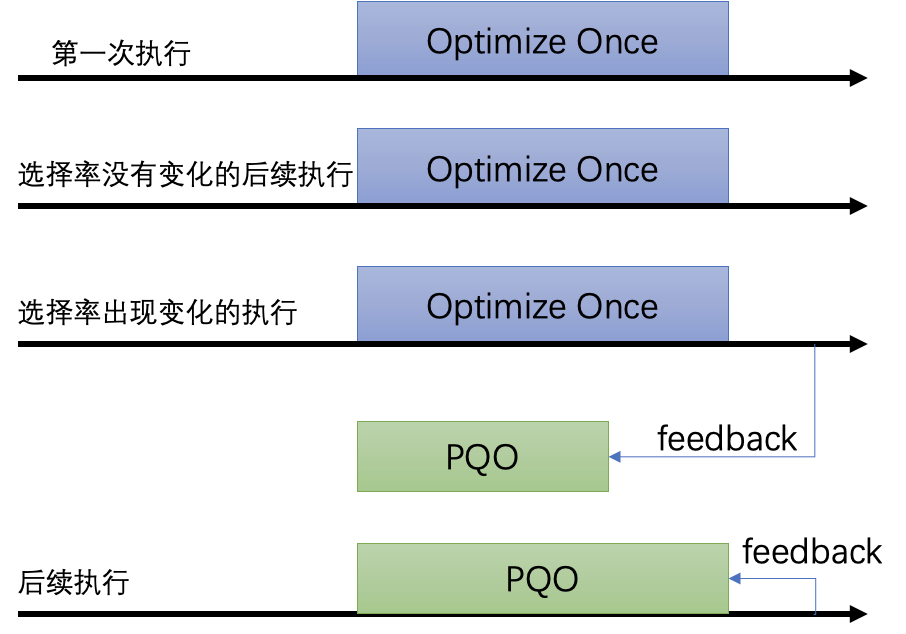 第一次执行
Optimize Once
选择率没有变化的后续执行
Optimize Once
选择率出现变化的执行
Optimize Once
PQO
feedback
后续执行
PQO
feedback